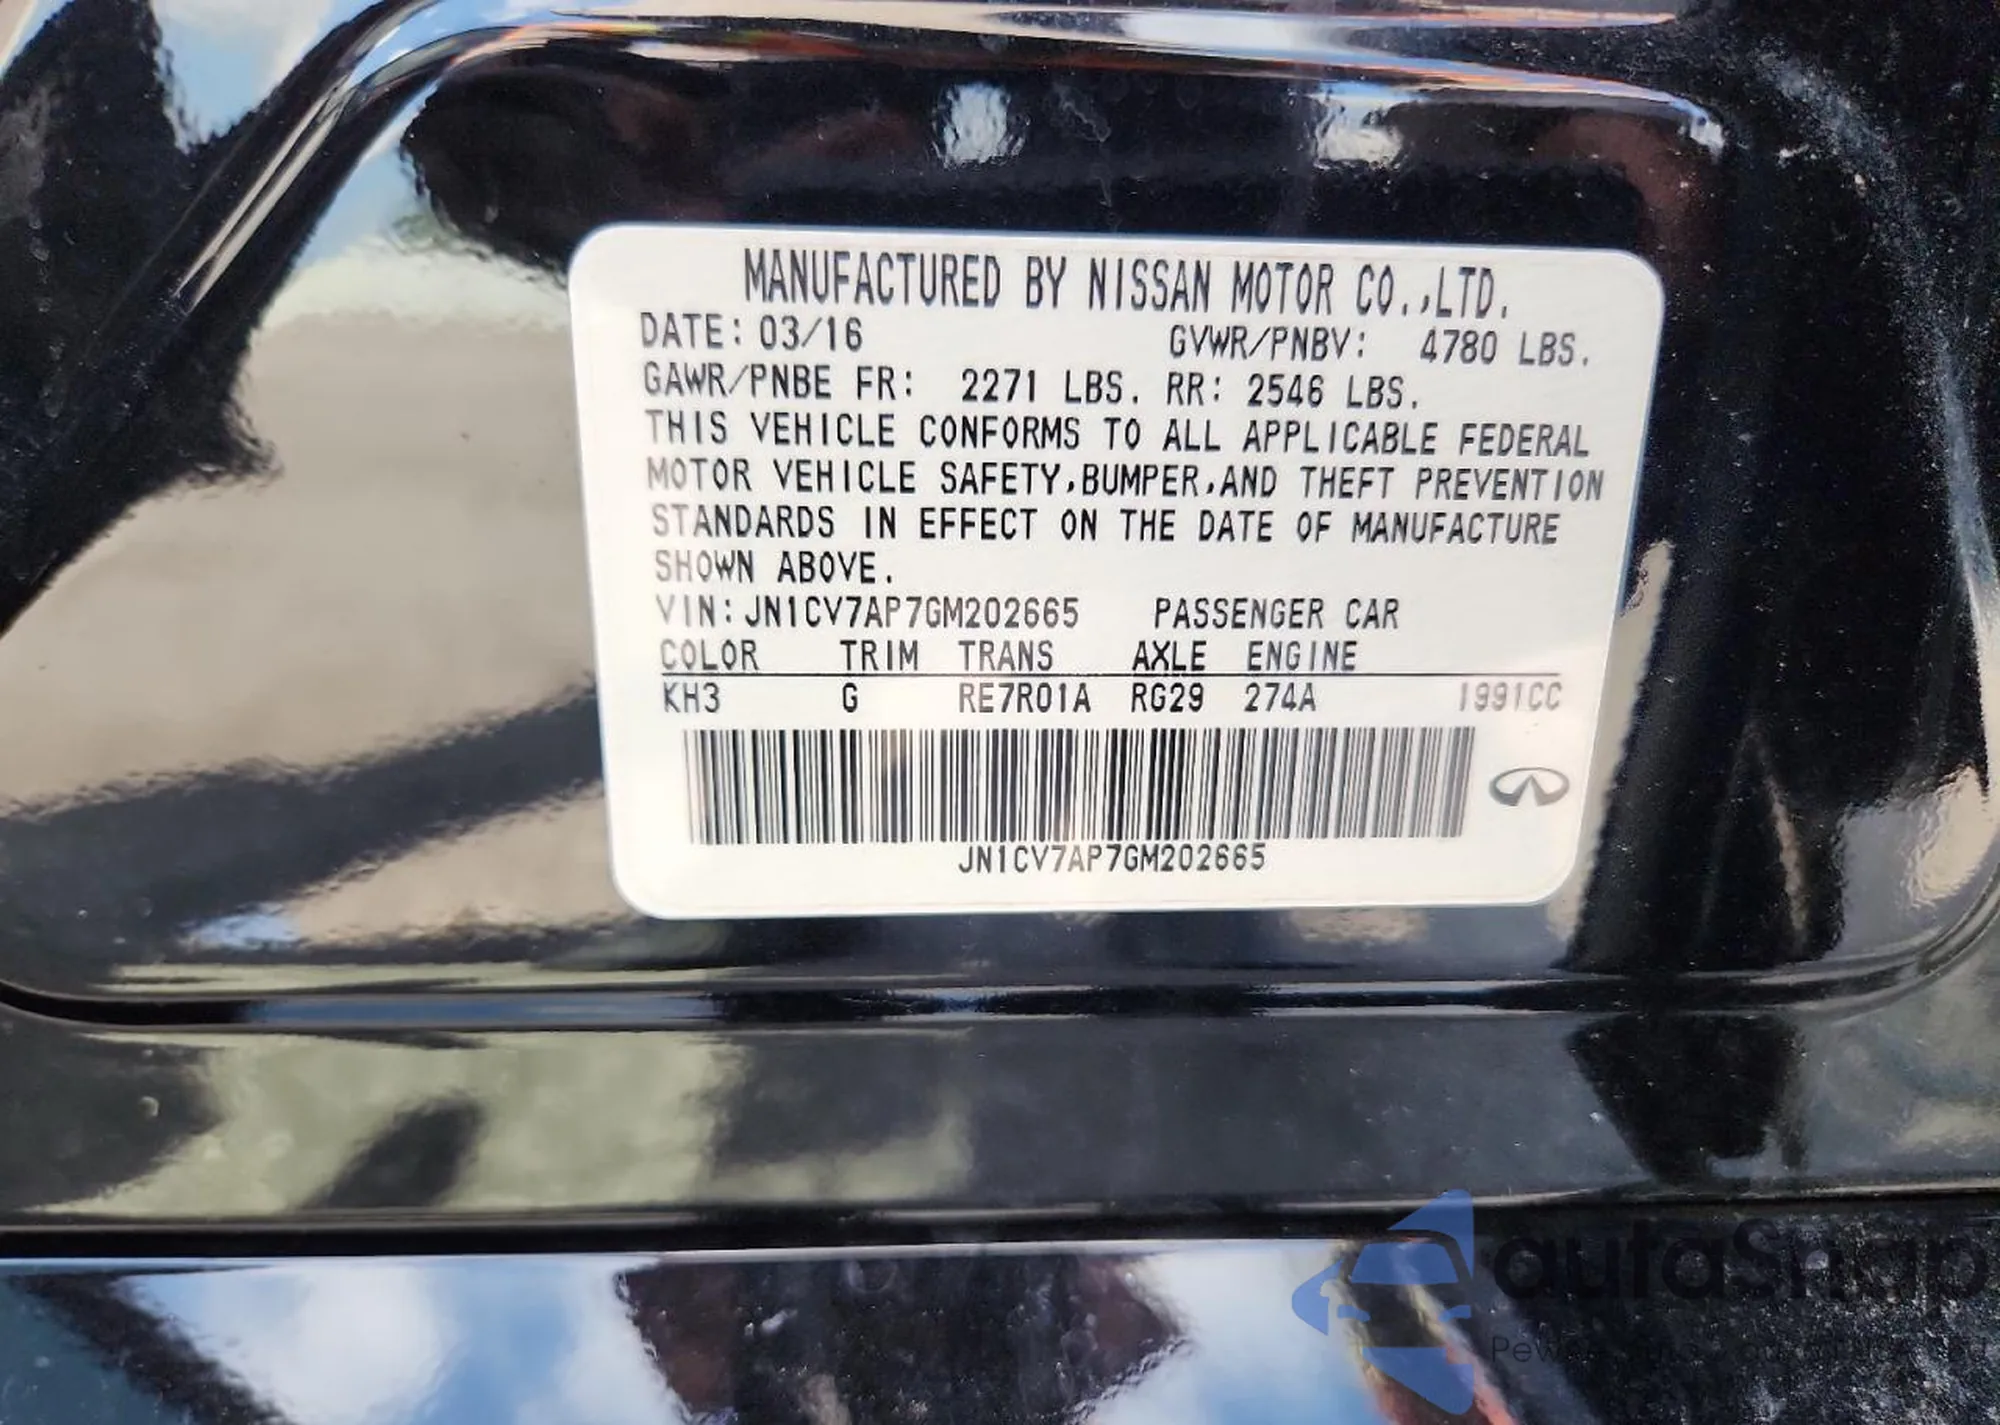 MANUFACTURED BY NISSAN MOTOR CO.,LTD.
DATE: 03/16 GVWR/PNBV: 4780 LBS.
GAWR/PNBE FR: 2271 LBS. RR: 2546 LBS.
THIS VEHICLE CONFORMS TO ALL APPLICABLE FEDERAL
MOTOR VEHICLE SAFETY,BUMPER,AND THEFT PREVENTION
STANDARDS IN EFFECT ON THE DATE OF MANUFACTURE
SHOWN ABOVE.
VIN: JN1CV7AP7GM202665 PASSENGER CAR
COLOR TRIM TRANS AXLE ENGINE
KH3 G RE7R01A RG29 274A 1991CC
JN1CV7AP7GM202665
autaSnap